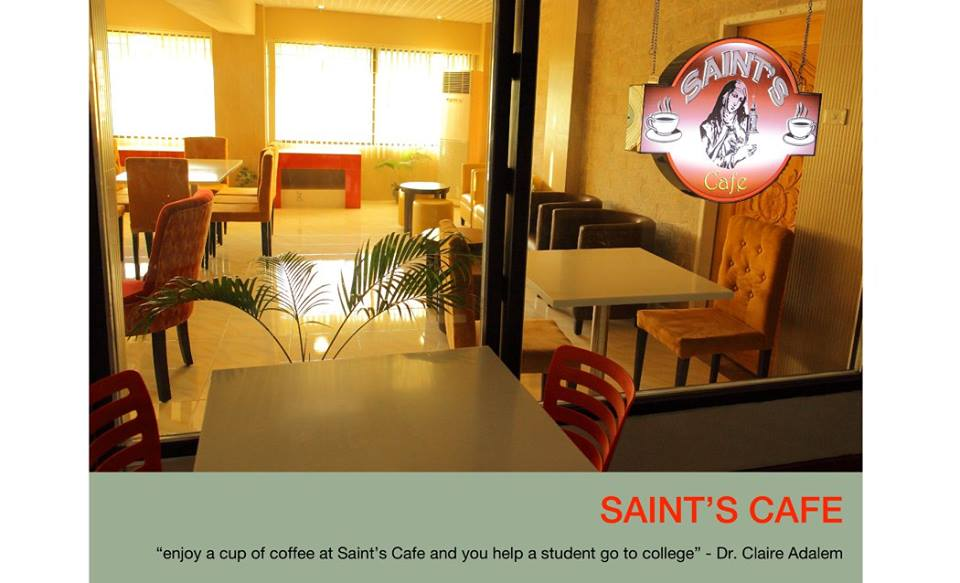 SAINT'S
Cafe
SAINT'S CAFE
“enjoy a cup of coffee at Saint's Cafe and you help a student go to college” - Dr. Claire Adalem